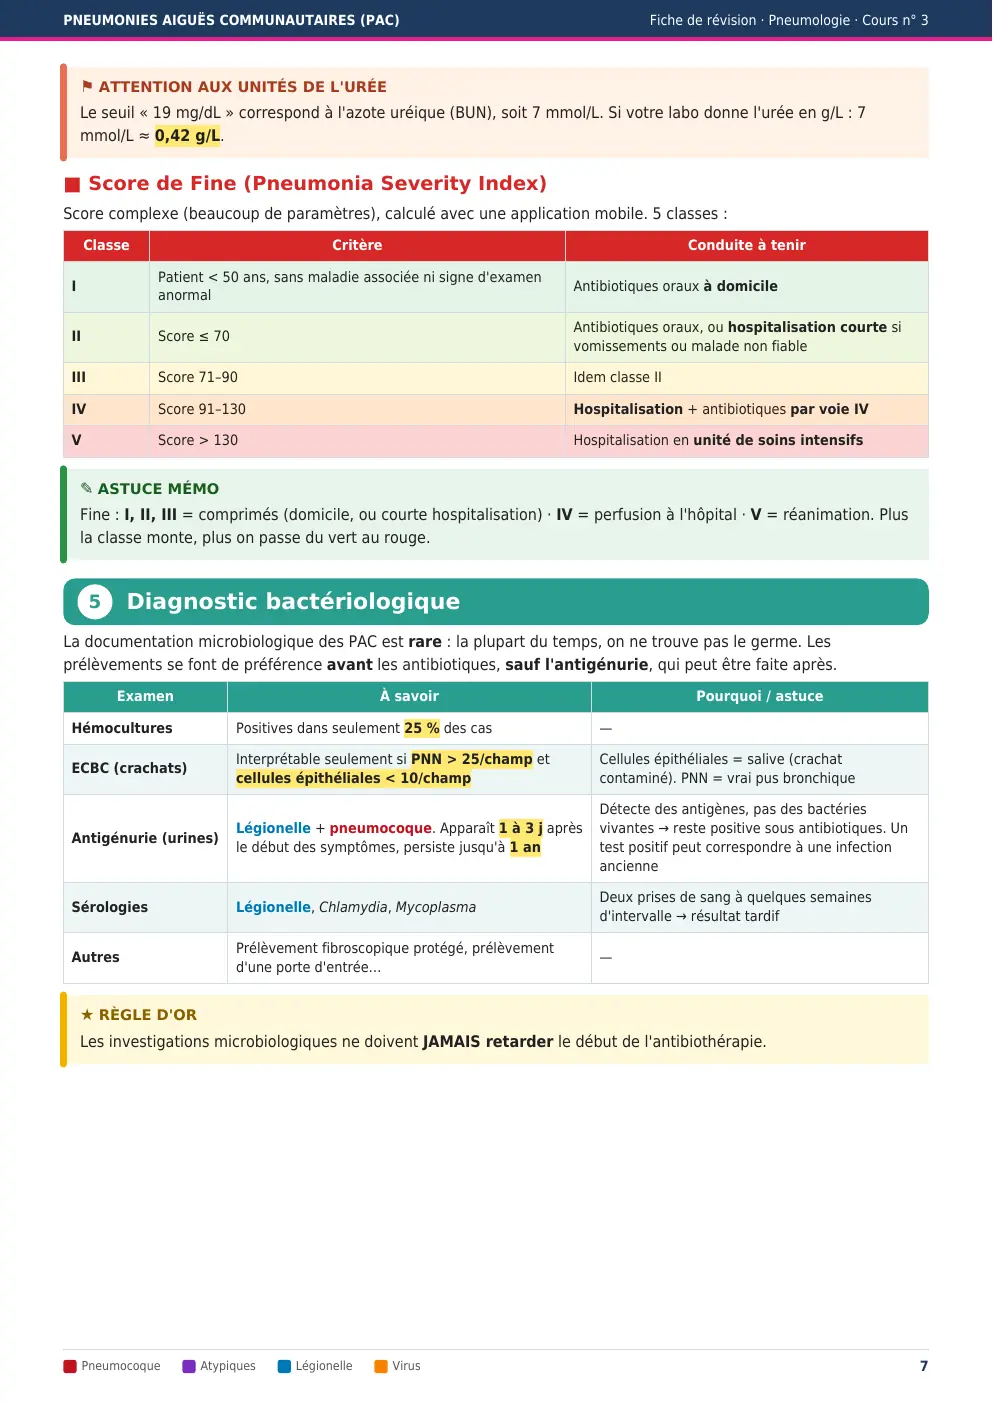 PNEUMONIES AIGUËS COMMUNAUTAIRES (PAC)
Fiche de révision · Pneumologie · Cours n° 3
⚑ ATTENTION AUX UNITÉS DE L'URÉE
Le seuil « 19 mg/dL » correspond à l'azote uréique (BUN), soit 7 mmol/L. Si votre labo donne l'urée en g/L : 7
mmol/L ≈ 0,42 g/L.
■ Score de Fine (Pneumonia Severity Index)
Score complexe (beaucoup de paramètres), calculé avec une application mobile. 5 classes :
Classe
Critère
Conduite à tenir
I
Patient < 50 ans, sans maladie associée ni signe d'examen
anormal
Antibiotiques oraux à domicile
II
Score ≤ 70
Antibiotiques oraux, ou hospitalisation courte si
vomissements ou malade non fiable
III
Score 71–90
Idem classe II
IV
Score 91–130
Hospitalisation + antibiotiques par voie IV
V
Score > 130
Hospitalisation en unité de soins intensifs
✎ ASTUCE MÉMO
Fine : I, II, III = comprimés (domicile, ou courte hospitalisation) · IV = perfusion à l'hôpital · V = réanimation. Plus
la classe monte, plus on passe du vert au rouge.
5 Diagnostic bactériologique
La documentation microbiologique des PAC est rare : la plupart du temps, on ne trouve pas le germe. Les
prélèvements se font de préférence avant les antibiotiques, sauf l'antigénurie, qui peut être faite après.
Examen
À savoir
Pourquoi / astuce
Hémocultures
Positives dans seulement 25 % des cas
—
ECBC (crachats)
Interprétable seulement si PNN > 25/champ et
cellules épithéliales < 10/champ
Cellules épithéliales = salive (crachat
contaminé). PNN = vrai pus bronchique
Antigénurie (urines)
Légionelle + pneumocoque. Apparaît 1 à 3 j après
le début des symptômes, persiste jusqu'à 1 an
Détecte des antigènes, pas des bactéries
vivantes → reste positive sous antibiotiques. Un
test positif peut correspondre à une infection
ancienne
Sérologies
Légionelle, Chlamydia, Mycoplasma
Deux prises de sang à quelques semaines
d'intervalle → résultat tardif
Autres
Prélèvement fibroscopique protégé, prélèvement
d'une porte d'entrée…
—
★ RÈGLE D'OR
Les investigations microbiologiques ne doivent JAMAIS retarder le début de l'antibiothérapie.
Pneumocoque Atypiques Légionelle Virus
7